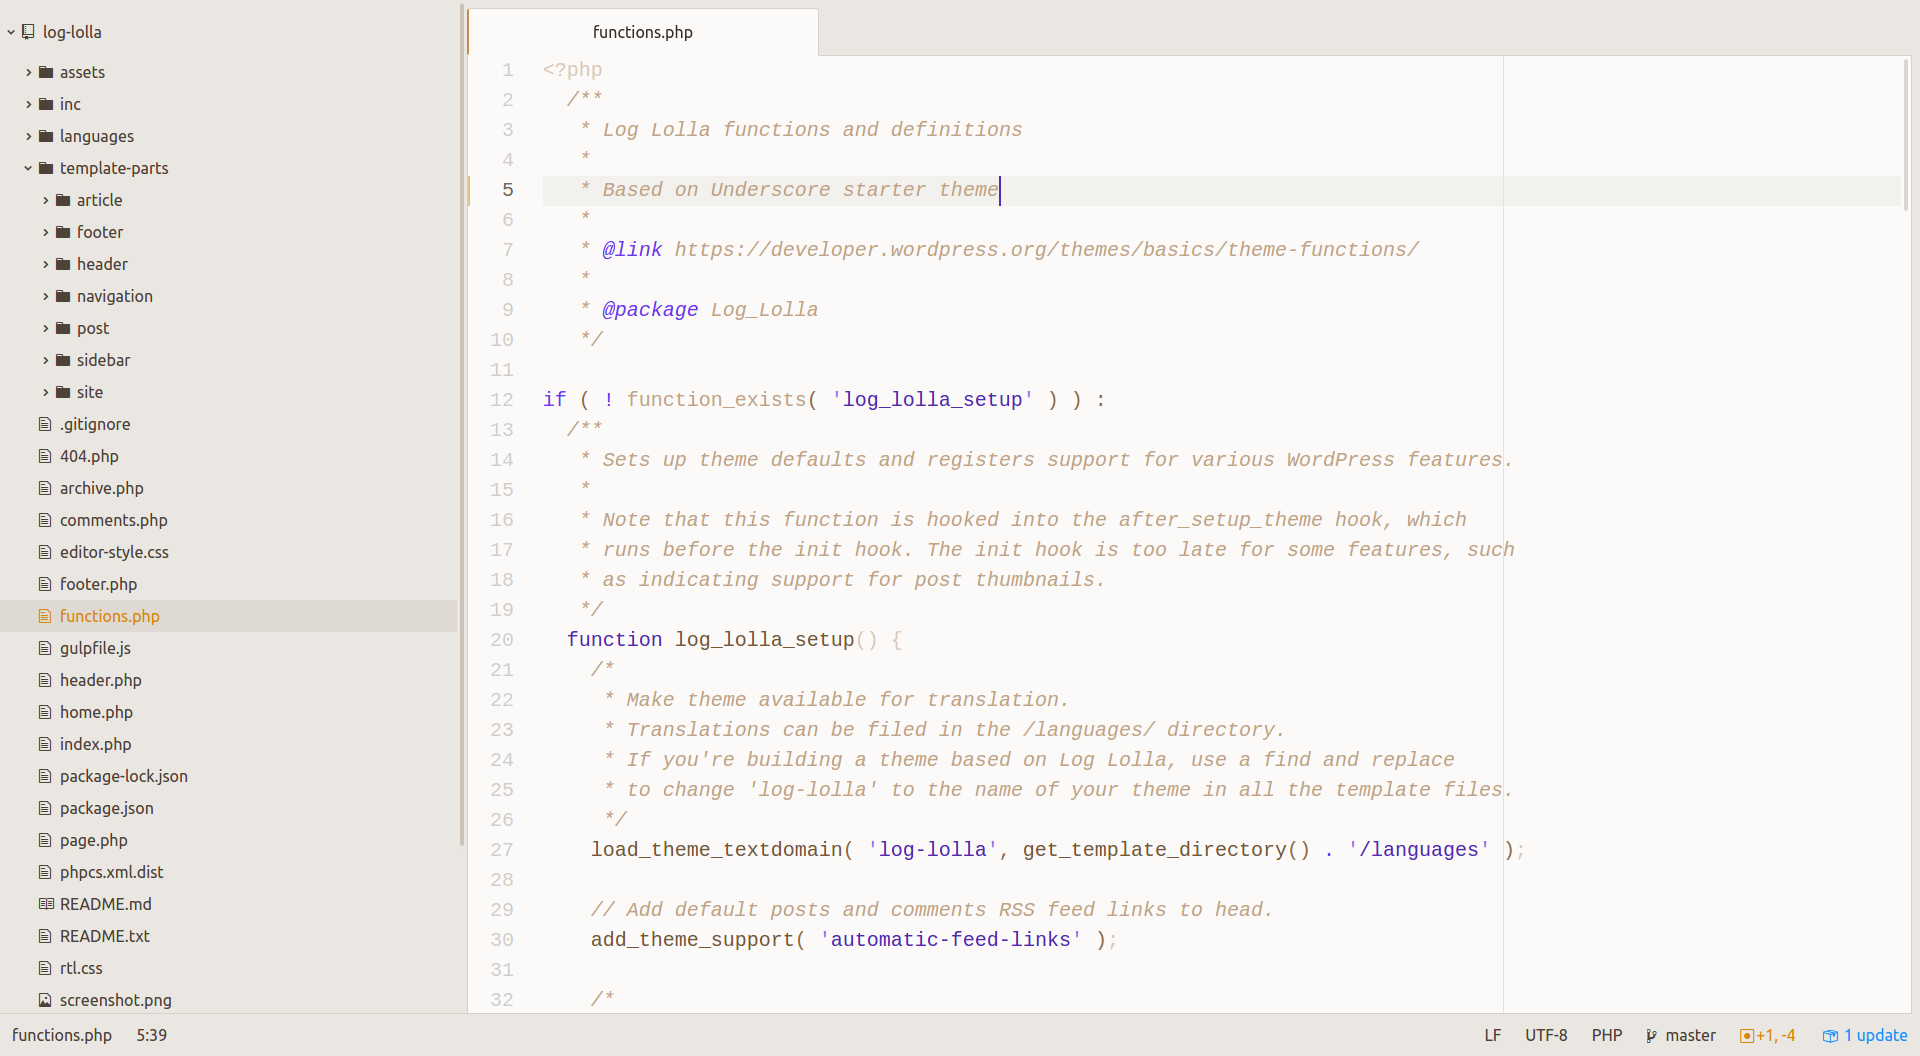 log-lolla
assets
inc
languages
template-parts
article
footer
header
navigation
post
sidebar
site
.gitignore
404.php
archive.php
comments.php
editor-style.css
footer.php
functions.php
gulpfile.js
header.php
home.php
index.php
package-lock.json
package.json
page.php
phpcs.xml.dist
README.md
README.txt
rtl.css
screenshot.png
functions.php
1 <?php
2 /**
3 * Log Lolla functions and definitions
4 *
5 * Based on Underscore starter theme
6 *
7 * @link https://developer.wordpress.org/themes/basics/theme-functions/
8 *
9 * @package Log_Lolla
10 */
11
12 if ( ! function_exists( 'log_lolla_setup' ) ) :
13 /**
14 * Sets up theme defaults and registers support for various WordPress features.
15 *
16 * Note that this function is hooked into the after_setup_theme hook, which
17 * runs before the init hook. The init hook is too late for some features, such
18 * as indicating support for post thumbnails.
19 */
20 function log_lolla_setup() {
21 /*
22 * Make theme available for translation.
23 * Translations can be filed in the /languages/ directory.
24 * If you're building a theme based on Log Lolla, use a find and replace
25 * to change 'log-lolla' to the name of your theme in all the template files.
26 */
27 load_theme_textdomain( 'log-lolla', get_template_directory() . '/languages' );
28
29 // Add default posts and comments RSS feed links to head.
30 add_theme_support( 'automatic-feed-links' );
31
32 /*
functions.php 5:39 LF UTF-8 PHP master +1, -4 1 update